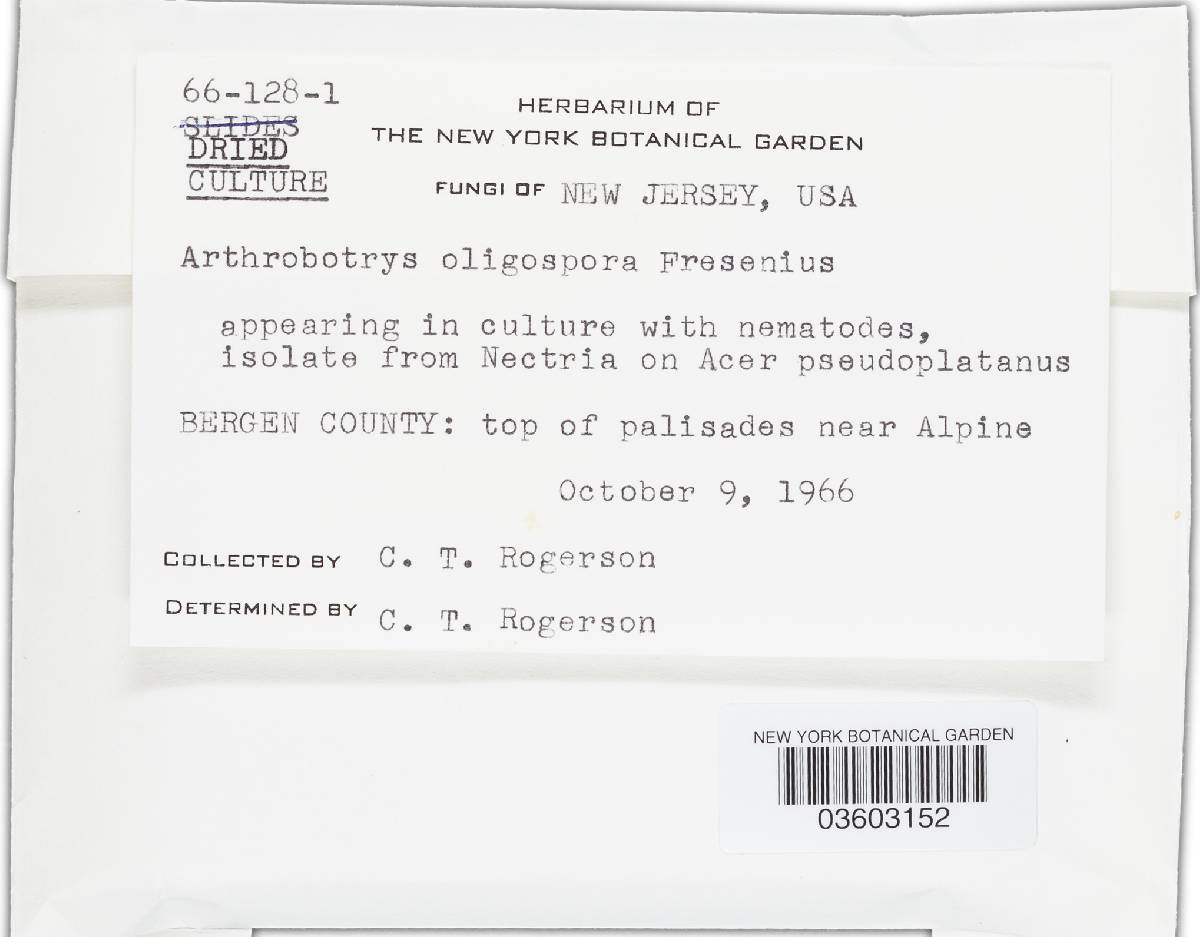 66-128-1
SLIDES
DRIED
CULTURE
HERBARIUM OF
THE NEW YORK BOTANICAL GARDEN
FUNGI OF NEW JERSEY, USA
Arthrobotrys oligospora Fresenius
appearing in culture with nematodes,
isolate from Nectria on Acer pseudoplatanus
BERGEN COUNTY: top of palisades near Alpine
October 9, 1966
COLLECTED BY C. T. Rogerson
DETERMINED BY C. T. Rogerson
NEW YORK BOTANICAL GARDEN
03603152